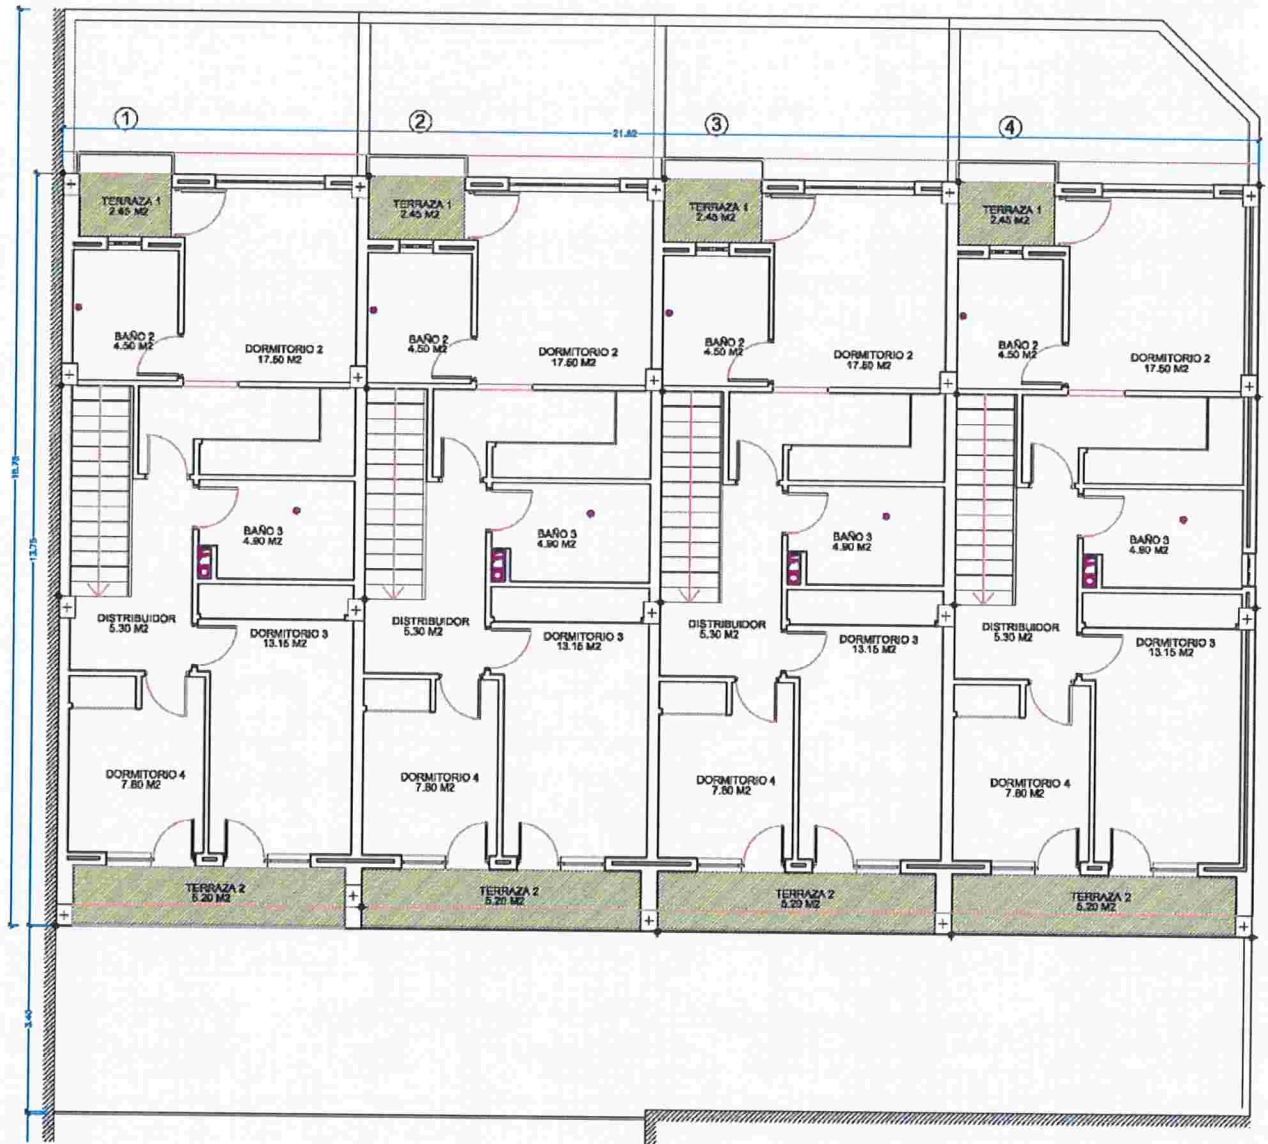 1
2
3
4
21.82
TERRAZA 1
2.45 M2
TERRAZA 1
2.45 M2
TERRAZA 1
2.45 M2
TERRAZA 1
2.45 M2
BAÑO 2
4.50 M2
DORMITORIO 2
17.50 M2
BAÑO 2
4.50 M2
DORMITORIO 2
17.50 M2
BAÑO 2
4.50 M2
DORMITORIO 2
17.50 M2
BAÑO 2
4.50 M2
DORMITORIO 2
17.50 M2
13.75
BAÑO 3
4.90 M2
BAÑO 3
4.90 M2
BAÑO 3
4.90 M2
BAÑO 3
4.90 M2
DISTRIBUIDOR
5.30 M2
DORMITORIO 3
13.15 M2
DISTRIBUIDOR
5.30 M2
DORMITORIO 3
13.15 M2
DISTRIBUIDOR
5.30 M2
DORMITORIO 3
13.15 M2
DISTRIBUIDOR
5.30 M2
DORMITORIO 3
13.15 M2
DORMITORIO 4
7.80 M2
DORMITORIO 4
7.80 M2
DORMITORIO 4
7.80 M2
DORMITORIO 4
7.80 M2
TERRAZA 2
5.20 M2
TERRAZA 2
5.20 M2
TERRAZA 2
5.20 M2
TERRAZA 2
5.20 M2
3.40